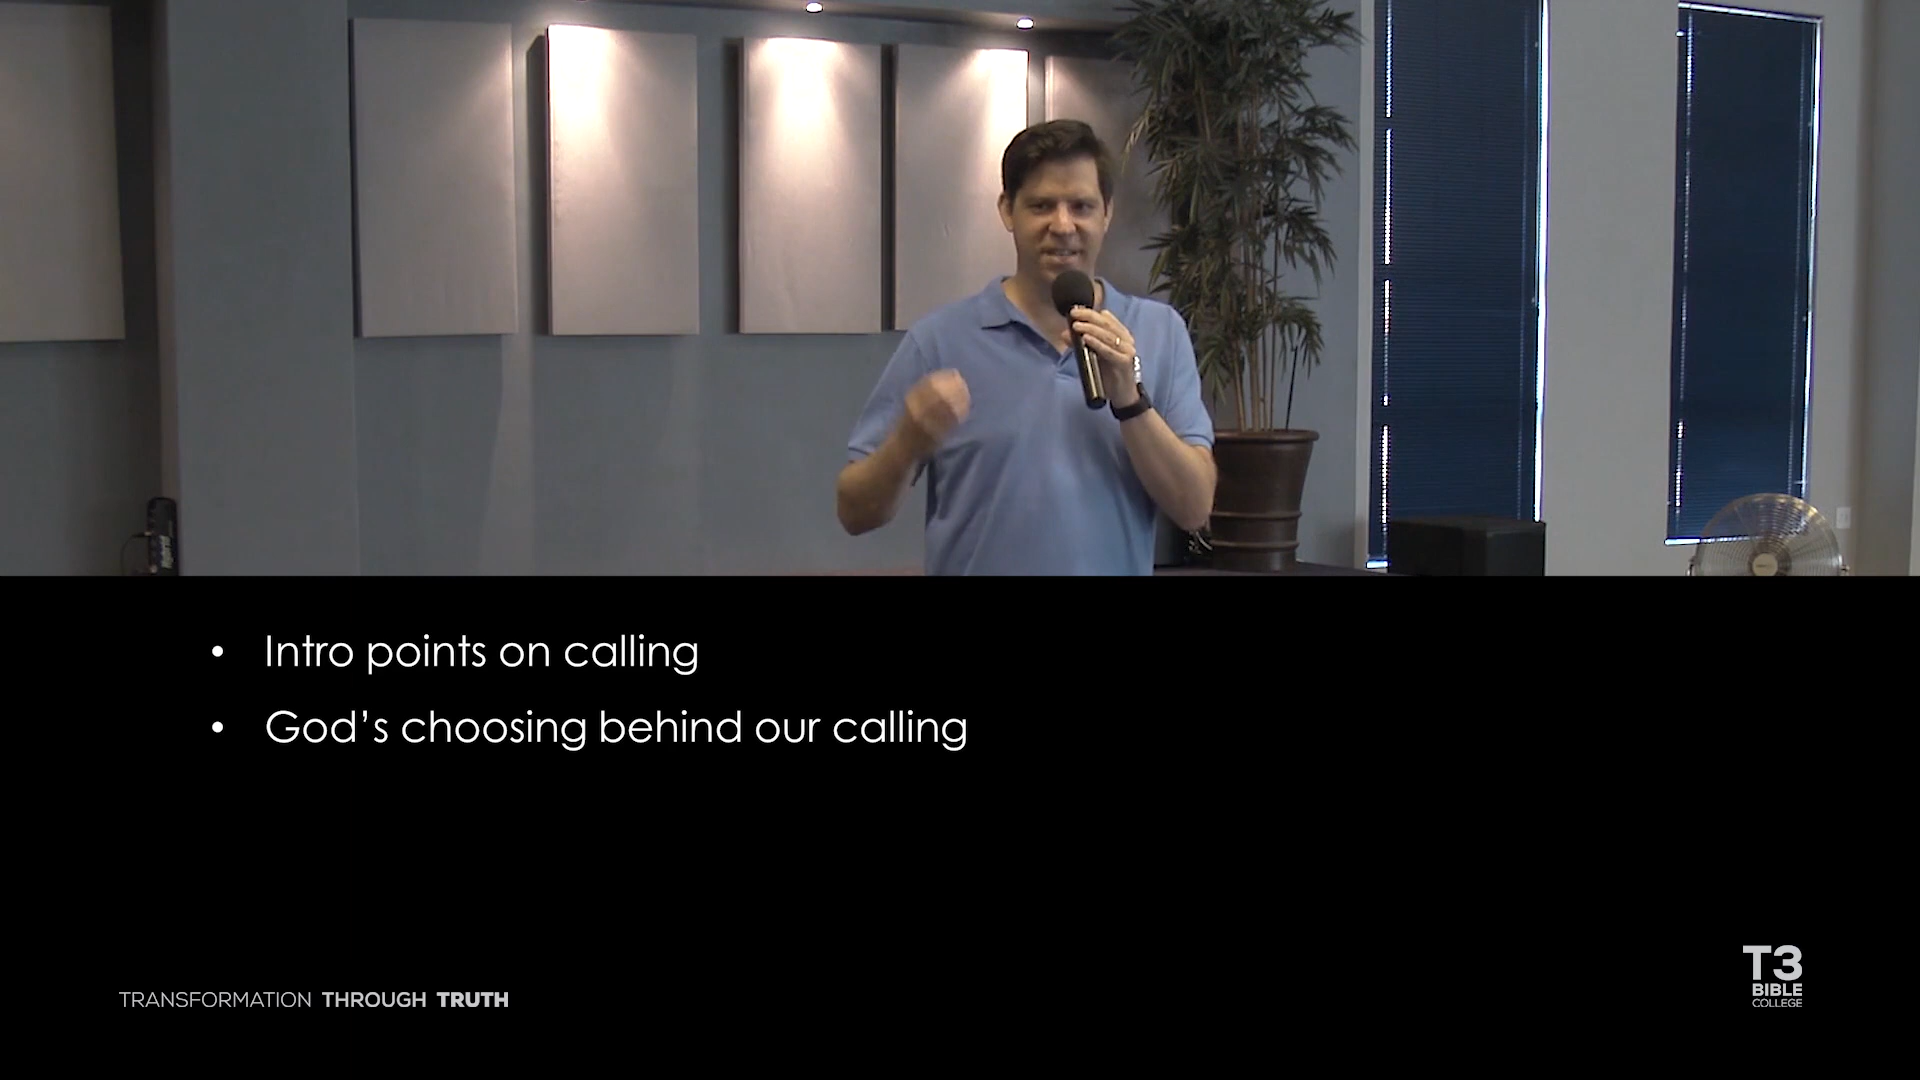 • Intro points on calling
• God’s choosing behind our calling
TRANSFORMATION THROUGH TRUTH
T3
BIBLE
COLLEGE